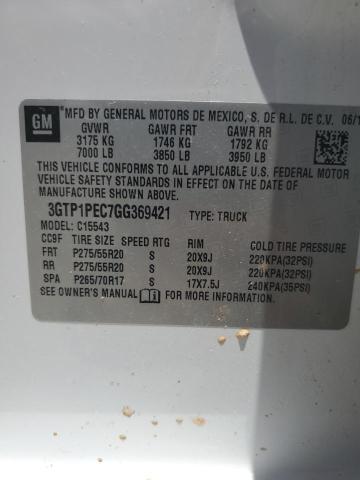 GM
MFD BY GENERAL MOTORS DE MEXICO, S. DE R.L. DE C.V. 06/1
GVWR GAWR FRT GAWR RR
3175 KG 1746 KG 1792 KG
7000 LB 3850 LB 3950 LB
THIS VEHICLE CONFORMS TO ALL APPLICABLE U.S. FEDERAL MOTOR
VEHICLE SAFETY AND THEFT PREVENTION STANDARDS IN EFFECT ON THE DATE OF
MANUFACTURE SHOWN ABOVE.
3GTP1PEC7GG369421 TYPE: TRUCK
MODEL: C15543
CC9F TIRE SIZE SPEED RTG RIM COLD TIRE PRESSURE
FRT P275/55R20 S 20X9J 220KPA(32PSI)
RR P275/55R20 S 20X9J 220KPA(32PSI)
SPA P265/70R17 S 17X7.5J 240KPA(35PSI)
SEE OWNER'S MANUAL FOR MORE INFORMATION.